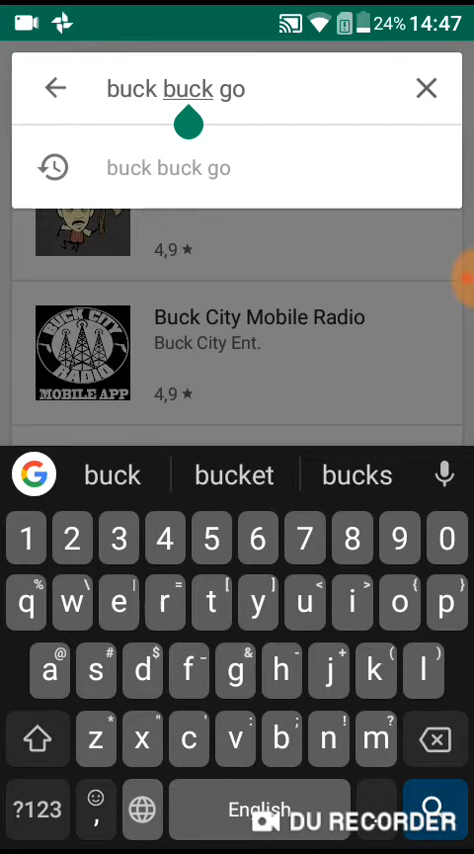 24% 14:47
buck buck go
buck buck go
4,9 ★
BUCK CITY
RADIO
MOBILE APP
Buck City Mobile Radio
Buck City Ent.
4,9 ★
G buck bucket bucks
1 2 3 4 5 6 7 8 9 0
% \ | = [ ] < > { }
q w e r t y u i o p
@ # $ _ & - + ( )
a s d f g h j k l
* " ' : ; ! ?
z x c v b n m
?123 , English
DU RECORDER